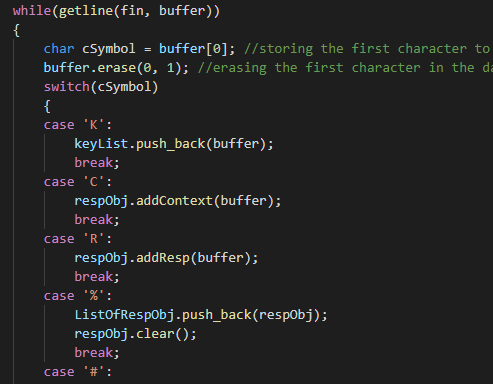 while(getline(fin, buffer))
{
char cSymbol = buffer[0]; //storing the first character to
buffer.erase(0, 1); //erasing the first character in the
switch(cSymbol)
{
case 'K':
keyList.push_back(buffer);
break;
case 'C':
respObj.addContext(buffer);
break;
case 'R':
respObj.addResp(buffer);
break;
case '%':
ListOfRespObj.push_back(respObj);
respObj.clear();
break;
case '#':